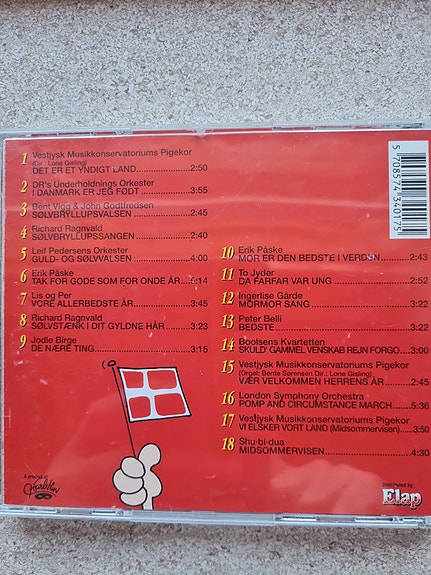 1 Vestjysk Musikkonservatoriums Pigekor
(Dir.: Lone Gisling)
DET ER ET YNDIGT LAND..............2:50
2 DR's Underholdnings Orkester
I DANMARK ER JEG FØDT..............3:55
3 Bent Vigg & John Godtfredsen
SØLVBRYLLUPSVALSEN..............2:45
4 Richard Ragnvald
SØLVBRYLLUPSSANGEN..............2:40
5 Leif Pedersens Orkester
GULD- OG SØLVVALSEN..............4:00
6 Erik Påske
TAK FOR GODE SOM FOR ONDE ÅR...5:14
7 Lis og Per
VORE ALLERBEDSTE ÅR..............3:45
8 Richard Ragnvald
SØLVSTÆNK I DIT GYLDNE HÅR........3:23
9 Jodle Birge
DE NÆRE TING..............3:15
10 Erik Påske
MOR ER DEN BEDSTE I VERDEN.......2:43
11 To Jyder
DA FARFAR VAR UNG..............2:52
12 Ingerlise Gårde
MORMOR SANG..............3:22
13 Peter Belli
BEDSTE..............3:22
14 Boolsens Kvartetten
SKULD' GAMMEL VENSKAB REJN FORGO...3:00
15 Vestjysk Musikkonservatoriums Pigekor
(Orgel: Bente Sørensen Dir.: Lone Gisling)
VÆR VELKOMMEN HERRENS ÅR........2:45
16 London Symphony Orchestra
POMP AND CIRCUMSTANCE MARCH......5:36
17 Vestjysk Musikkonservatoriums Pigekor
VI ELSKER VORT LAND (Midsommervisen)3:50
18 Shu-bi-dua
MIDSOMMERVISEN..............4:30
5 708574 340175
Distributed by:
Elap